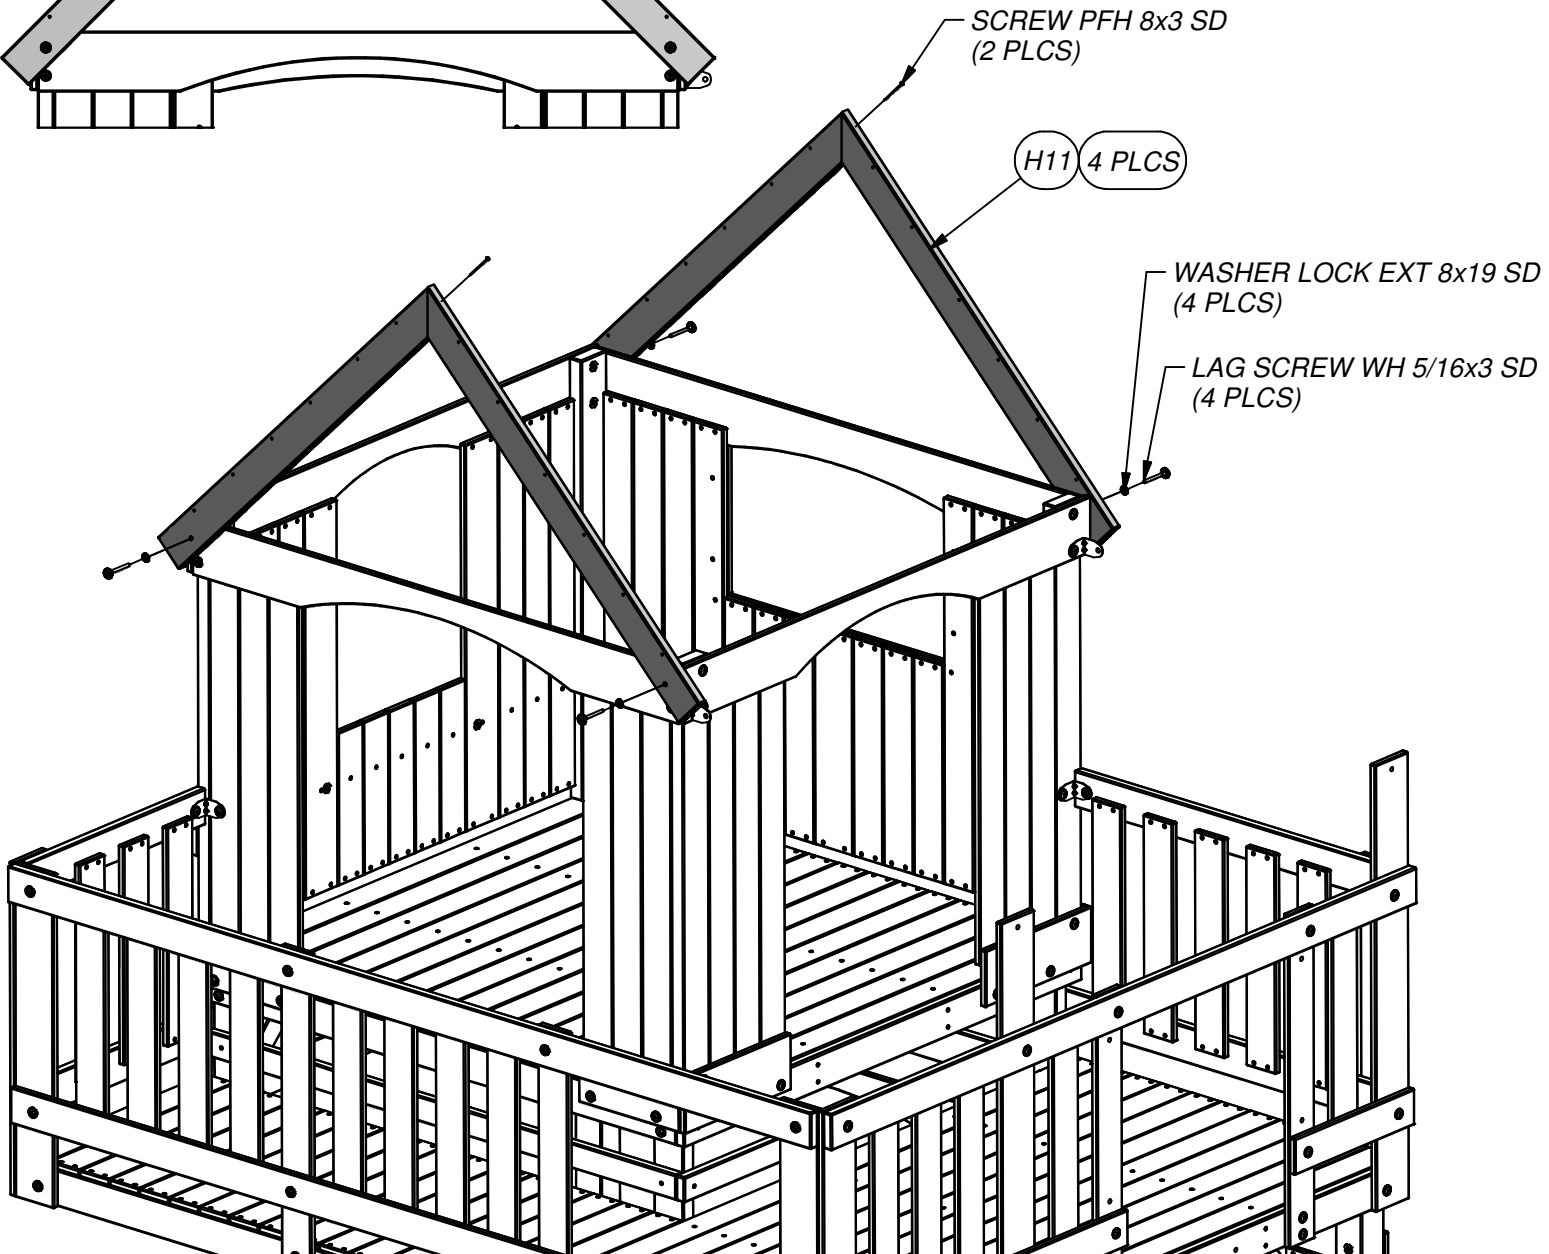 SCREW PFH 8x3 SD
(2 PLCS)
H11 4 PLCS
WASHER LOCK EXT 8x19 SD
(4 PLCS)
LAG SCREW WH 5/16x3 SD
(4 PLCS)